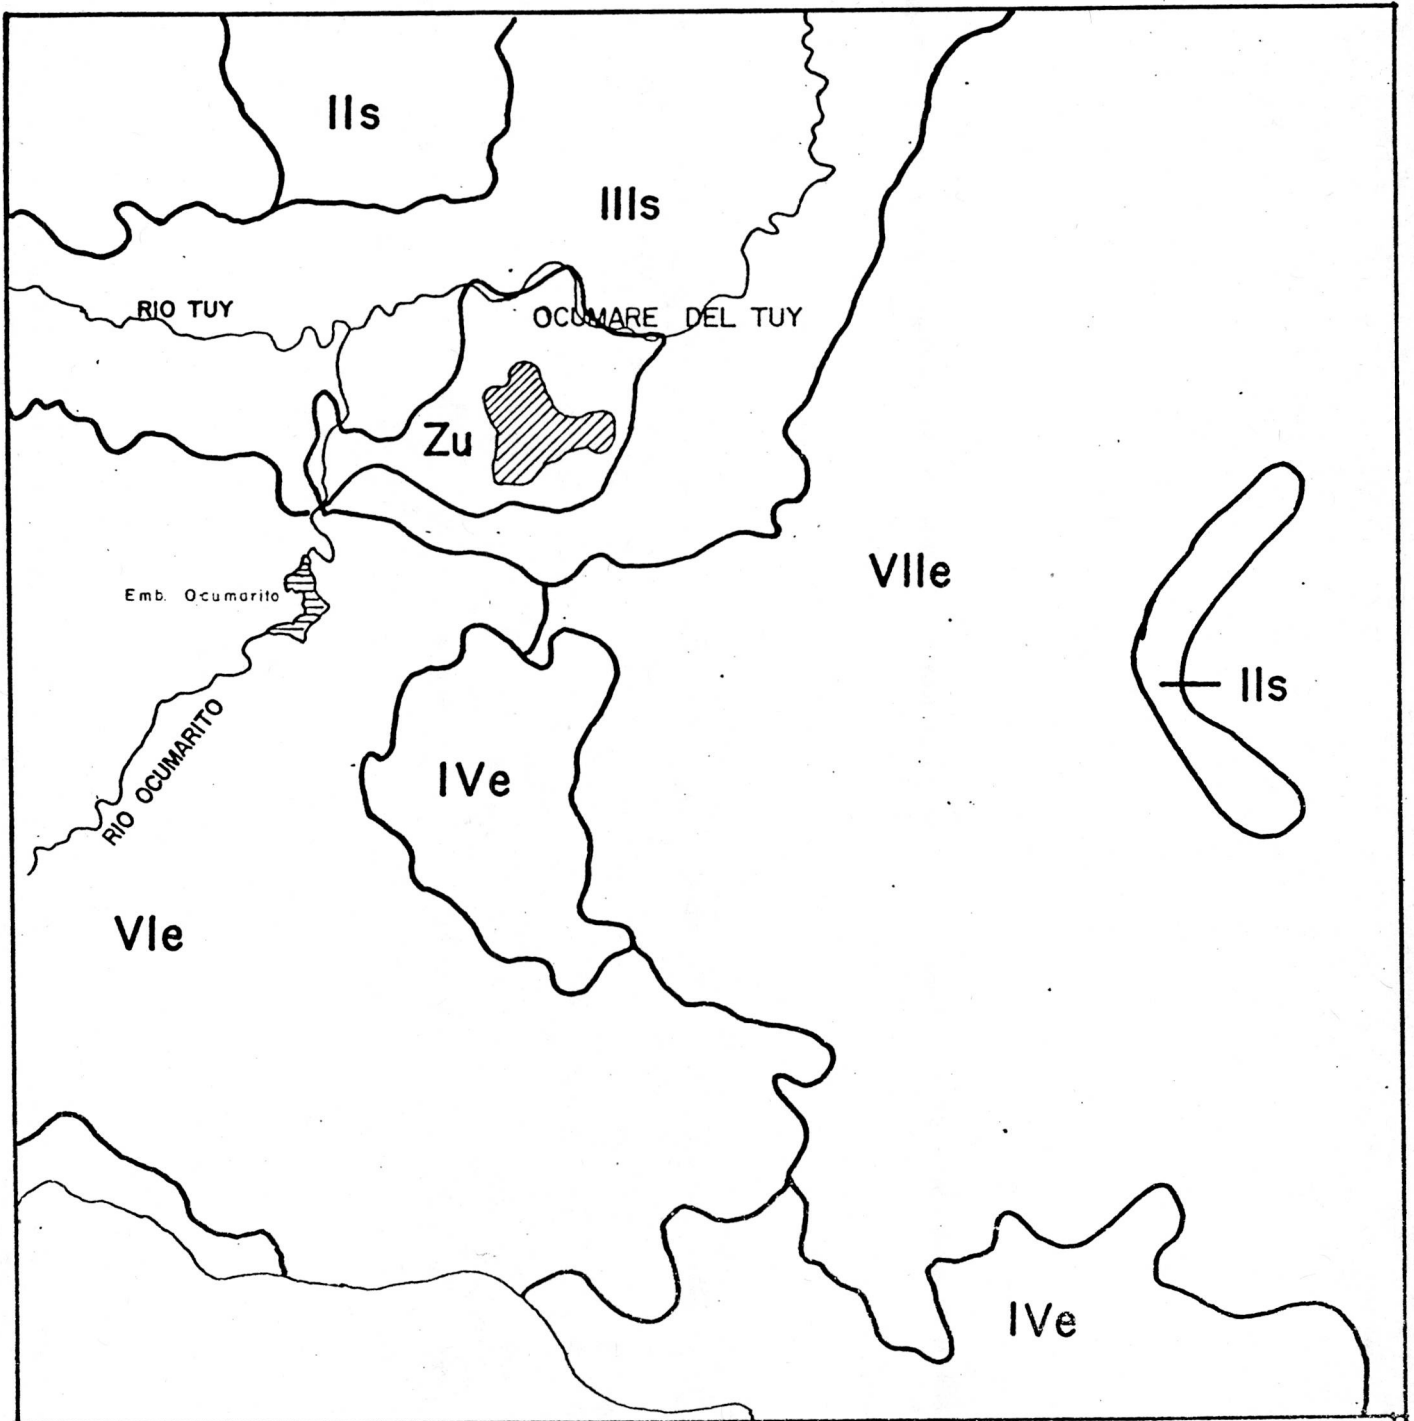 IIs
IIIs
RIO TUY
OCUMARE DEL TUY
Zu
VIIe
Emb. Ocumarito
IIs
RIO OCUMARITO
IVe
VIe
IVe